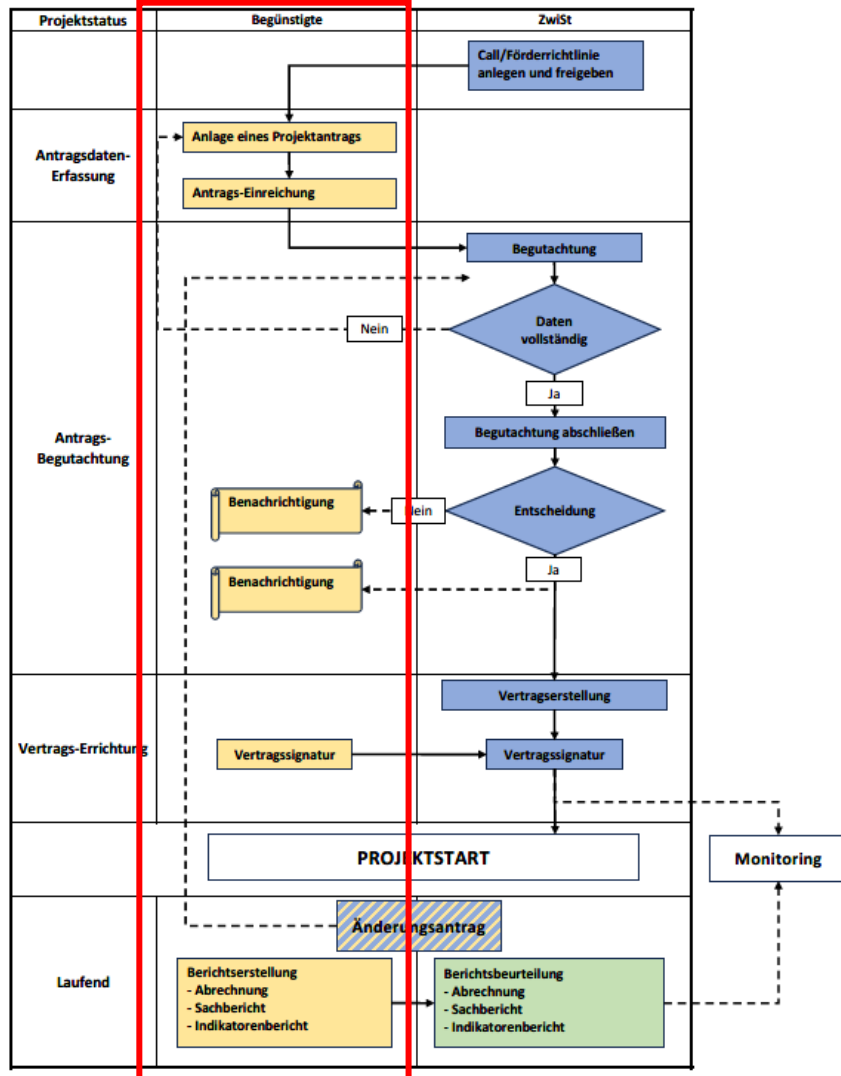 Projektstatus
Begünstigte
ZwiSt
Call/Förderrichtlinie
anlegen und freigeben
Antragsdaten-
Erfassung
Anlage eines Projektantrags
Antrags-Einreichung
Antrags-
Begutachtung
Begutachtung
Daten
vollständig
Nein
Ja
Begutachtung abschließen
Benachrichtigung
Nein
Entscheidung
Benachrichtigung
Ja
Vertrags-Errichtung
Vertragserstellung
Vertragssignatur
Vertragssignatur
PROJEKTSTART
Monitoring
Laufend
Änderungsantrag
Berichtserstellung
- Abrechnung
- Sachbericht
- Indikatorenbericht
Berichtsbeurteilung
- Abrechnung
- Sachbericht
- Indikatorenbericht